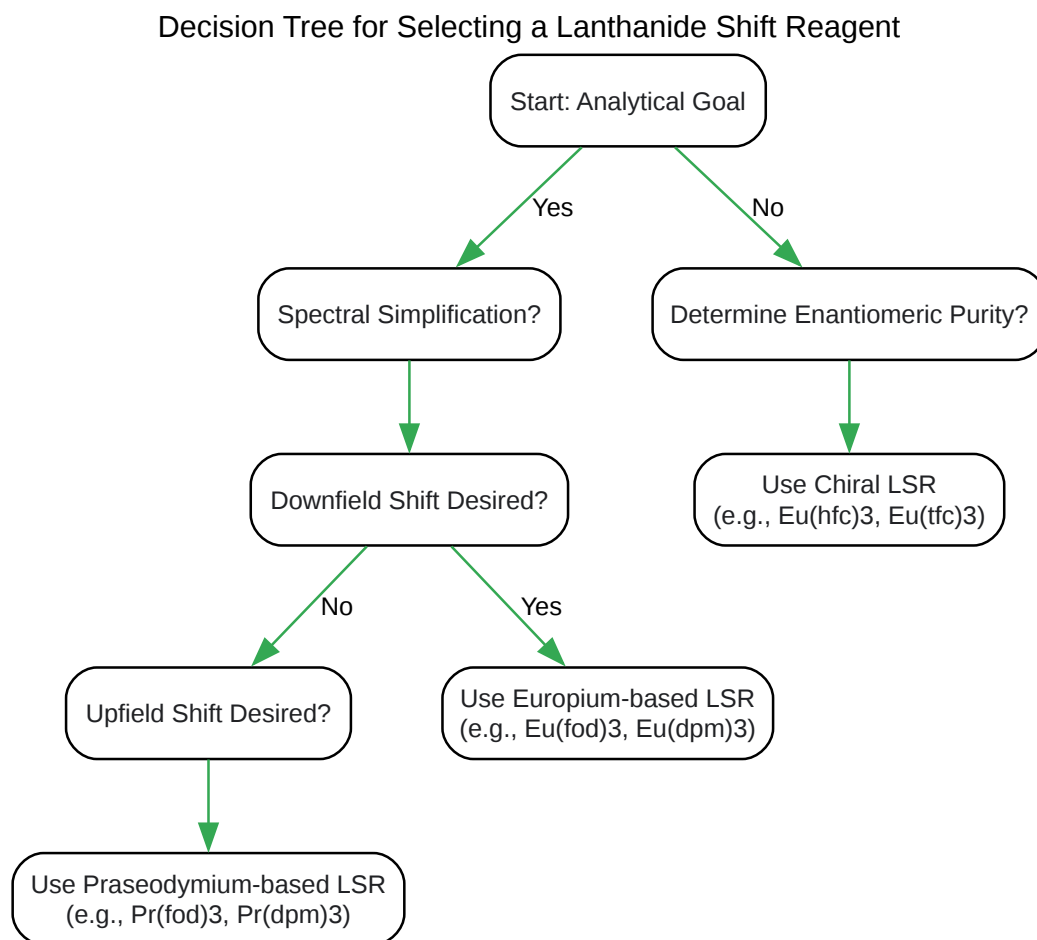 Decision Tree for Selecting a Lanthanide Shift Reagent
Start: Analytical Goal
Yes
No
Spectral Simplification?
Determine Enantiomeric Purity?
Downfield Shift Desired?
Use Chiral LSR
(e.g., Eu(hfc)3, Eu(tfc)3)
No
Yes
Upfield Shift Desired?
Use Europium-based LSR
(e.g., Eu(fod)3, Eu(dpm)3)
Use Praseodymium-based LSR
(e.g., Pr(fod)3, Pr(dpm)3)